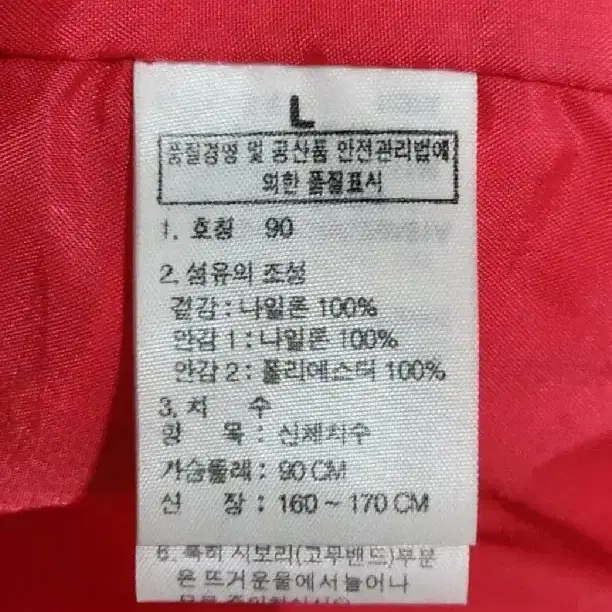 L
품질경영 및 공산품 안전관리법에
의한 품질표시
1. 호칭 90
2. 섬유의 조성
겉감 : 나일론 100%
안감 1 : 나일론 100%
안감 2 : 폴리에스터 100%
3. 치 수
항 목 : 신체치수
가슴둘레 : 90 CM
신 장 : 160 ~ 170 CM
6. 특히 시보리(고무밴드)부분
은 뜨거운물에서늘어나